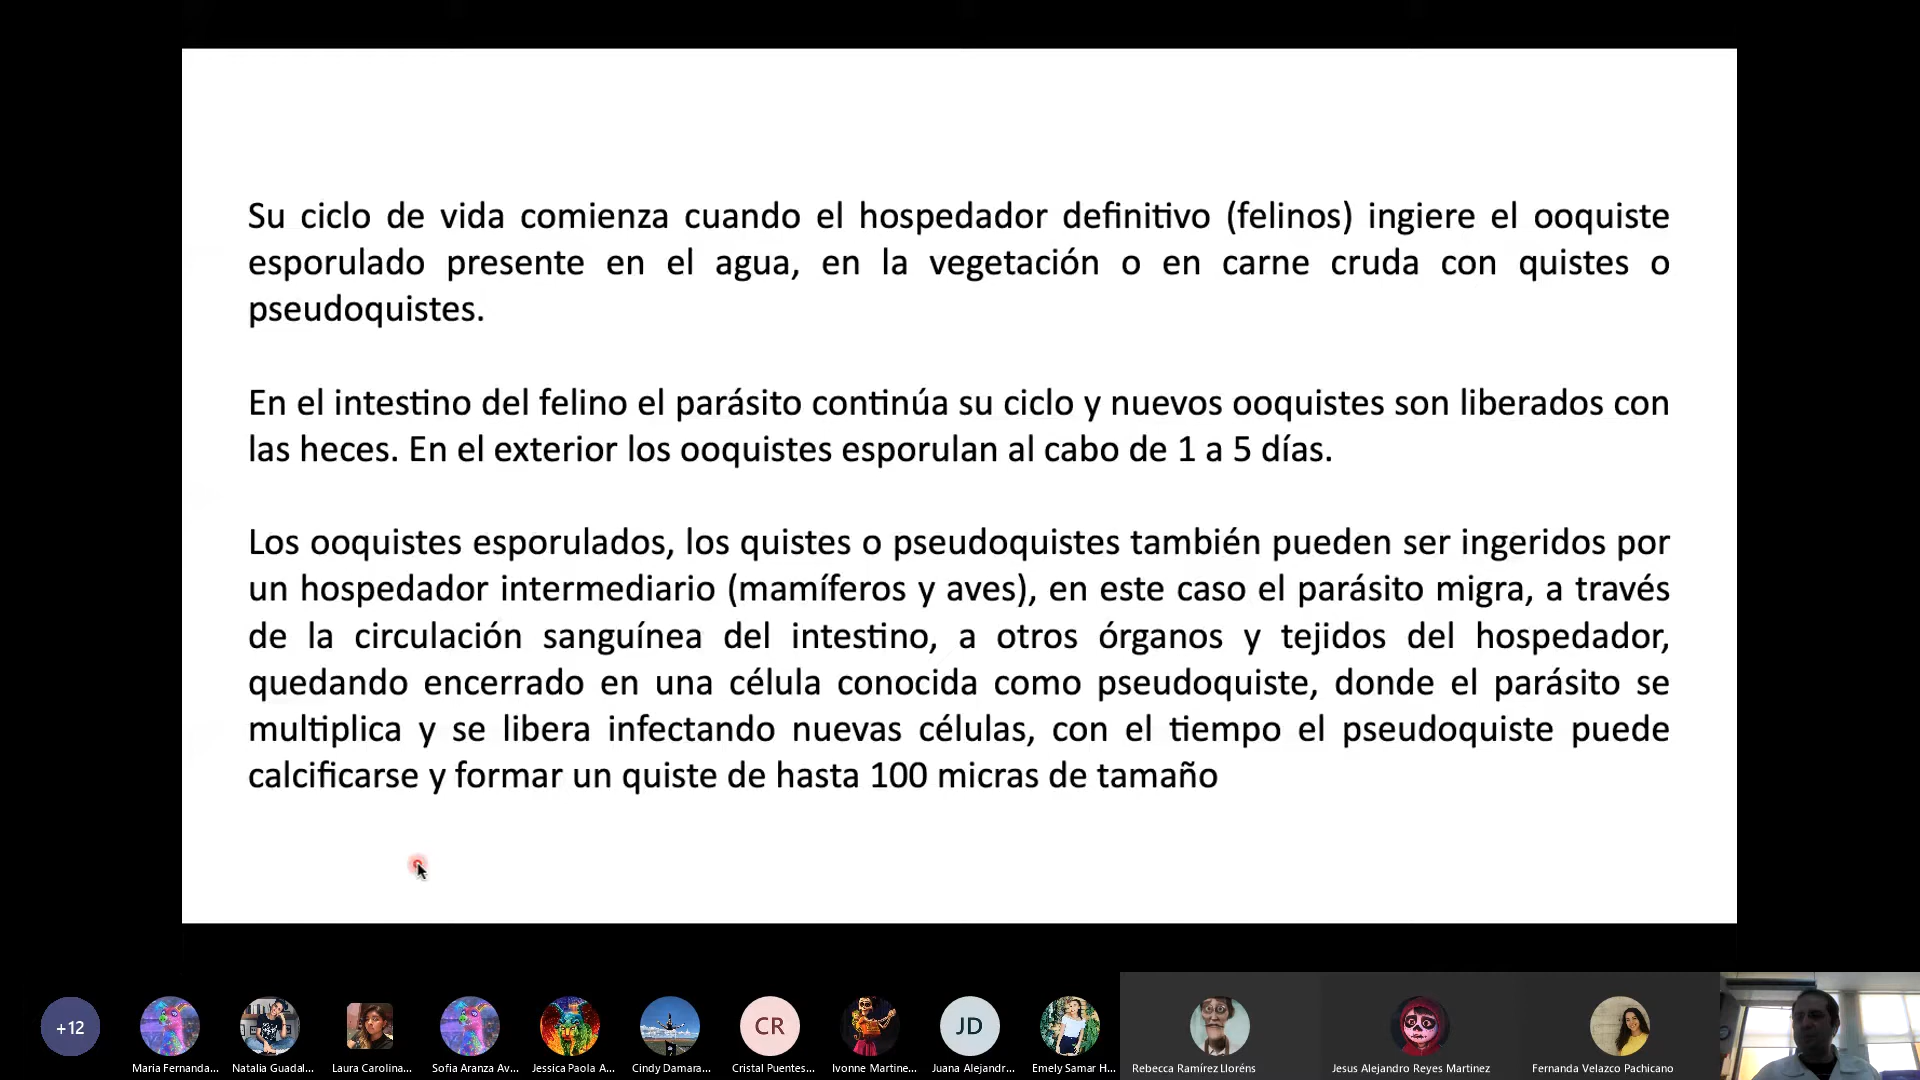 Su ciclo de vida comienza cuando el hospedador definitivo (felinos) ingiere el ooquiste
esporulado presente en el agua, en la vegetación o en carne cruda con quistes o
pseudoquistes.
En el intestino del felino el parásito continúa su ciclo y nuevos ooquistes son liberados con
las heces. En el exterior los ooquistes esporulan al cabo de 1 a 5 días.
Los ooquistes esporulados, los quistes o pseudoquistes también pueden ser ingeridos por
un hospedador intermediario (mamíferos y aves), en este caso el parásito migra, a través
de la circulación sanguínea del intestino, a otros órganos y tejidos del hospedador,
quedando encerrado en una célula conocida como pseudoquiste, donde el parásito se
multiplica y se libera infectando nuevas células, con el tiempo el pseudoquiste puede
calcificarse y formar un quiste de hasta 100 micras de tamaño
+12
CR
JD
Maria Fernanda...
Natalia Guadal...
Laura Carolina...
Sofia Aranza Av...
Jessica Paola A...
Cindy Damara...
Cristal Puentes...
Ivonne Martine...
Juana Alejandr...
Emely Samar H...
Rebecca Ramírez Lloréns
Jesus Alejandro Reyes Martinez
Fernanda Velazco Pachicano